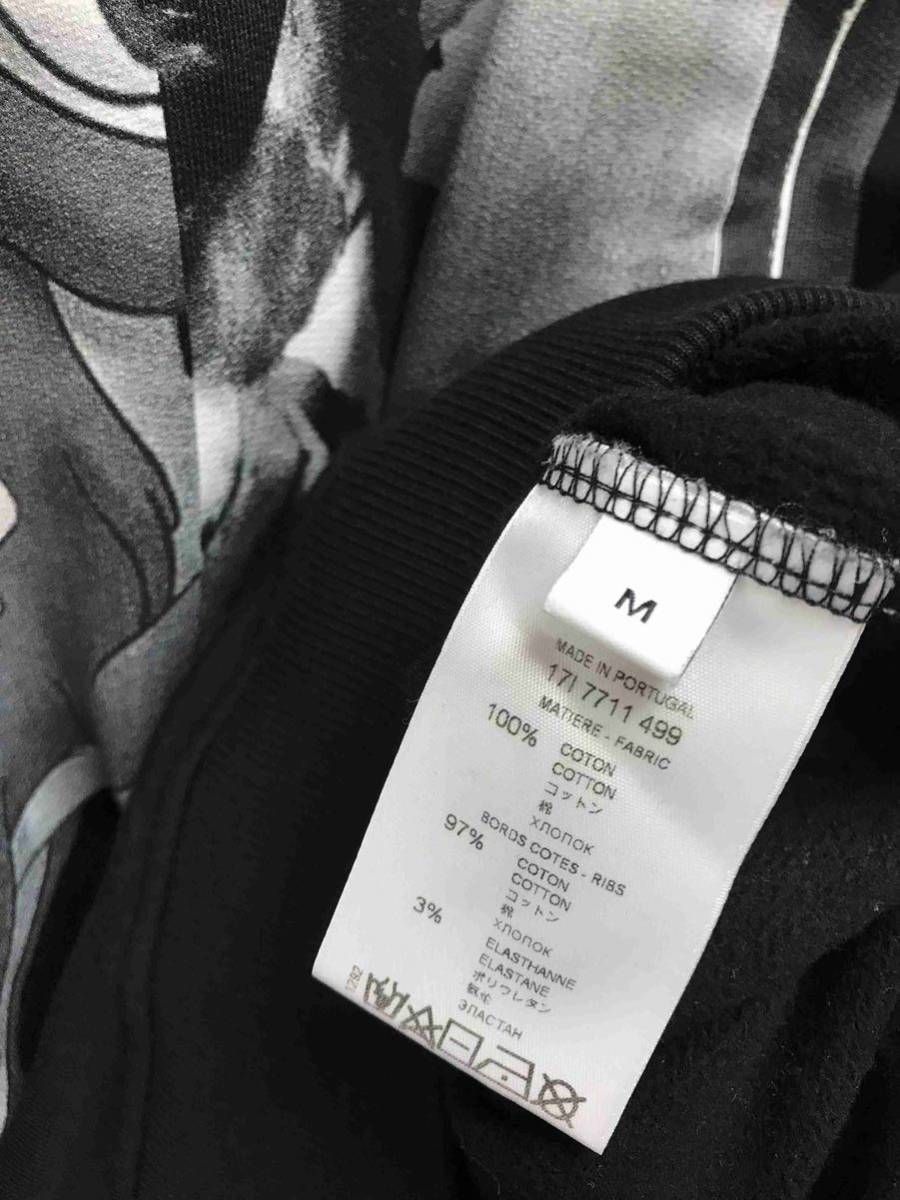 M
MADE IN PORTUGAL
17I 7711 499
MATIERE - FABRIC
100% COTON
COTTON
コットン
棉
ХЛОПОК
BORDS COTES - RIBS
97% COTON
COTTON
コットン
棉
ХЛОПОК
3% ELASTHANNE
ELASTANE
ポリウレタン
ЭЛАСТАН